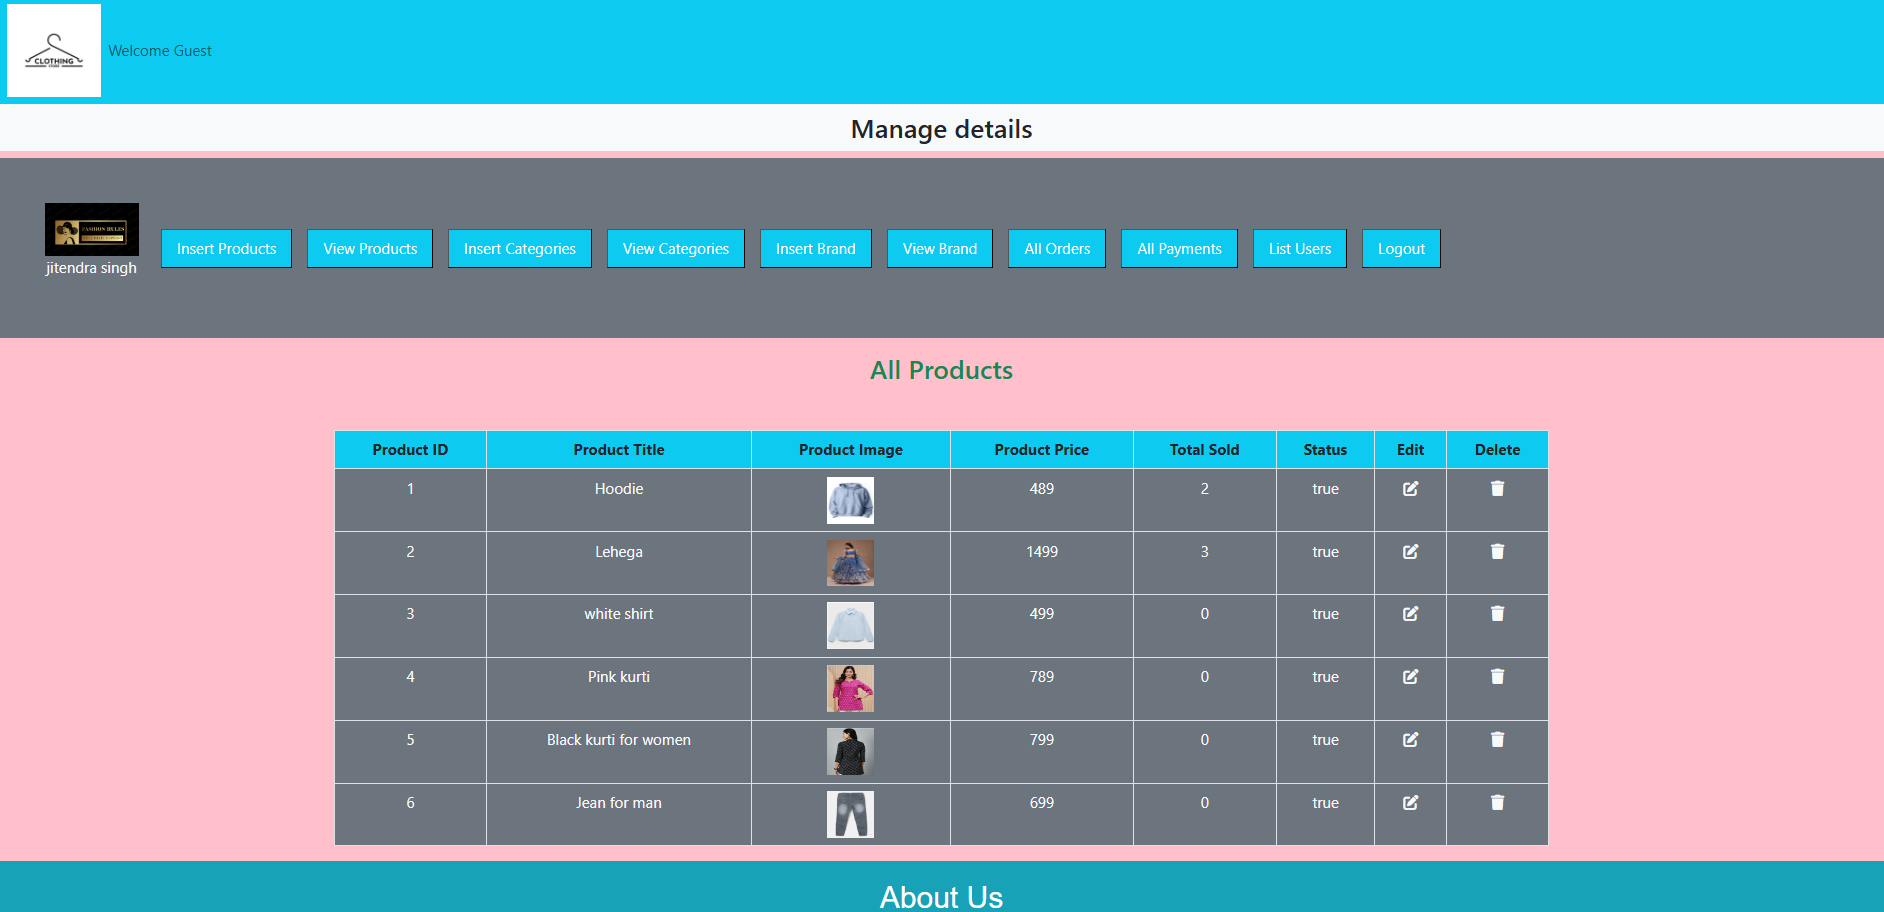 CLOTHING
STORE
Welcome Guest
Manage details
FASHION RULES
jitendra singh
Insert Products View Products Insert Categories View Categories Insert Brand View Brand All Orders All Payments List Users Logout
All Products
Product ID Product Title Product Image Product Price Total Sold Status Edit Delete
1 Hoodie 489 2 true
2 Lehega 1499 3 true
3 white shirt 499 0 true
4 Pink kurti 789 0 true
5 Black kurti for women 799 0 true
6 Jean for man 699 0 true
About Us